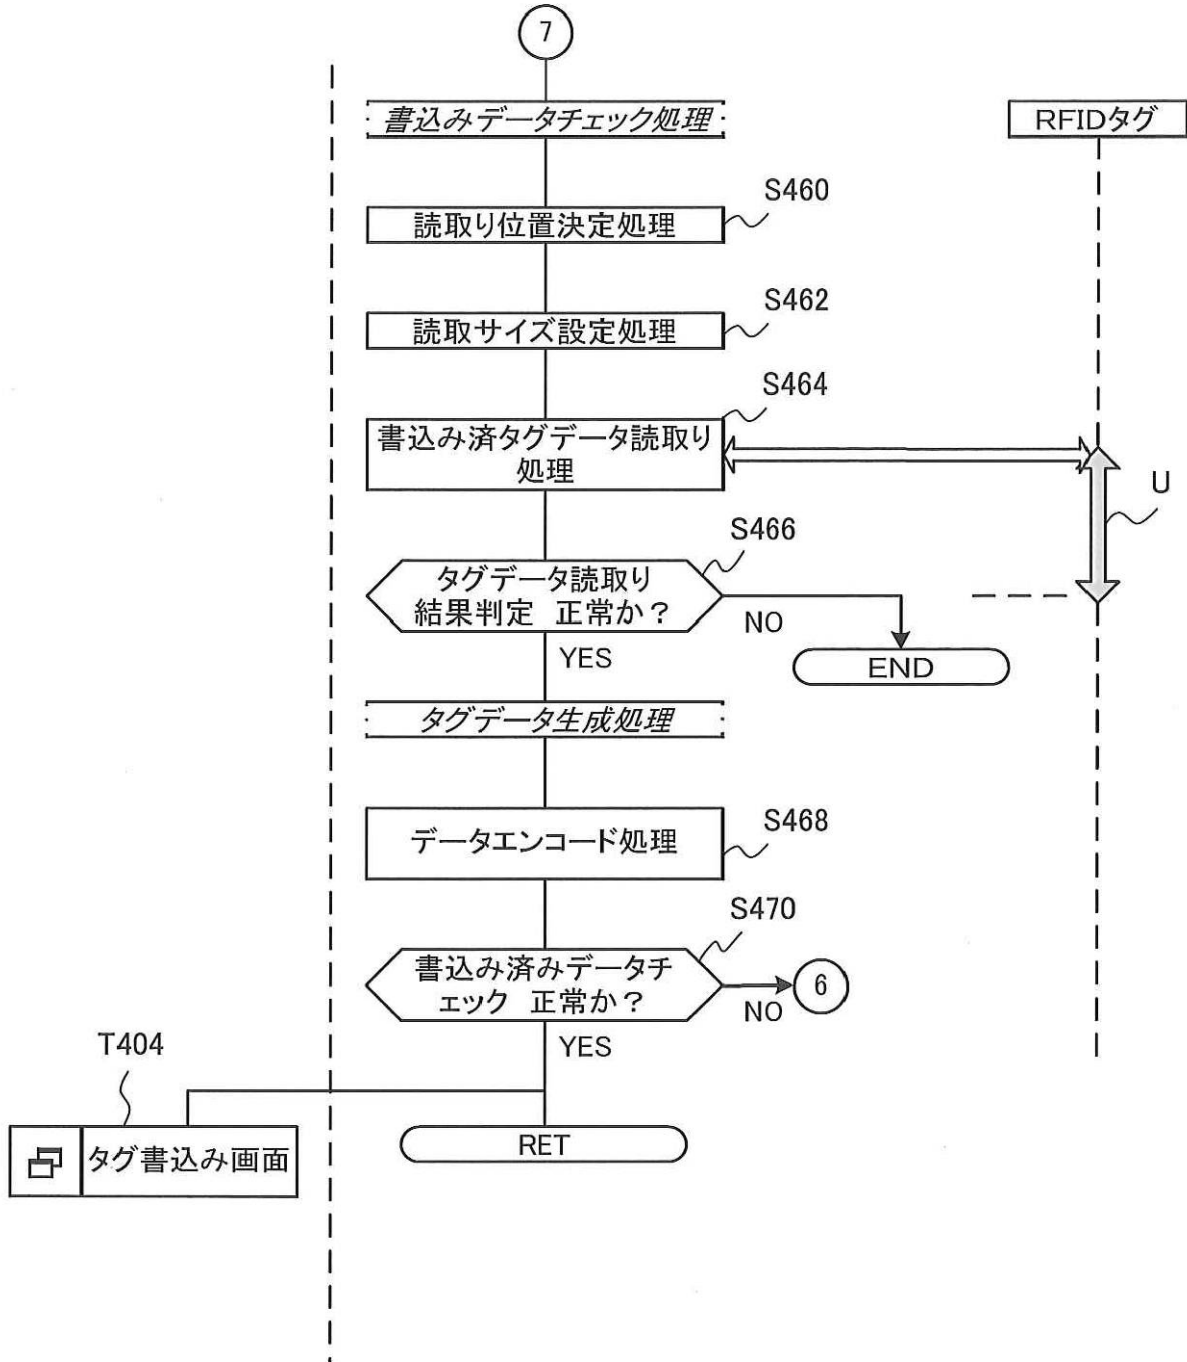 7
書込みデータチェック処理
RFIDタグ
S460
読取り位置決定処理
S462
読取サイズ設定処理
S464
書込み済タグデータ読取り
処理
U
S466
タグデータ読取り
結果判定 正常か？
NO
YES
END
タグデータ生成処理
S468
データエンコード処理
S470
書込み済みデータチ
ェック 正常か？
6
NO
YES
T404
タグ書込み画面
RET